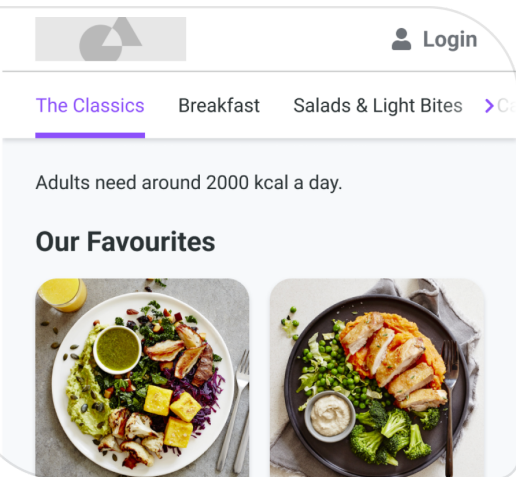 Login
The Classics Breakfast Salads & Light Bites
Adults need around 2000 kcal a day.
Our Favourites